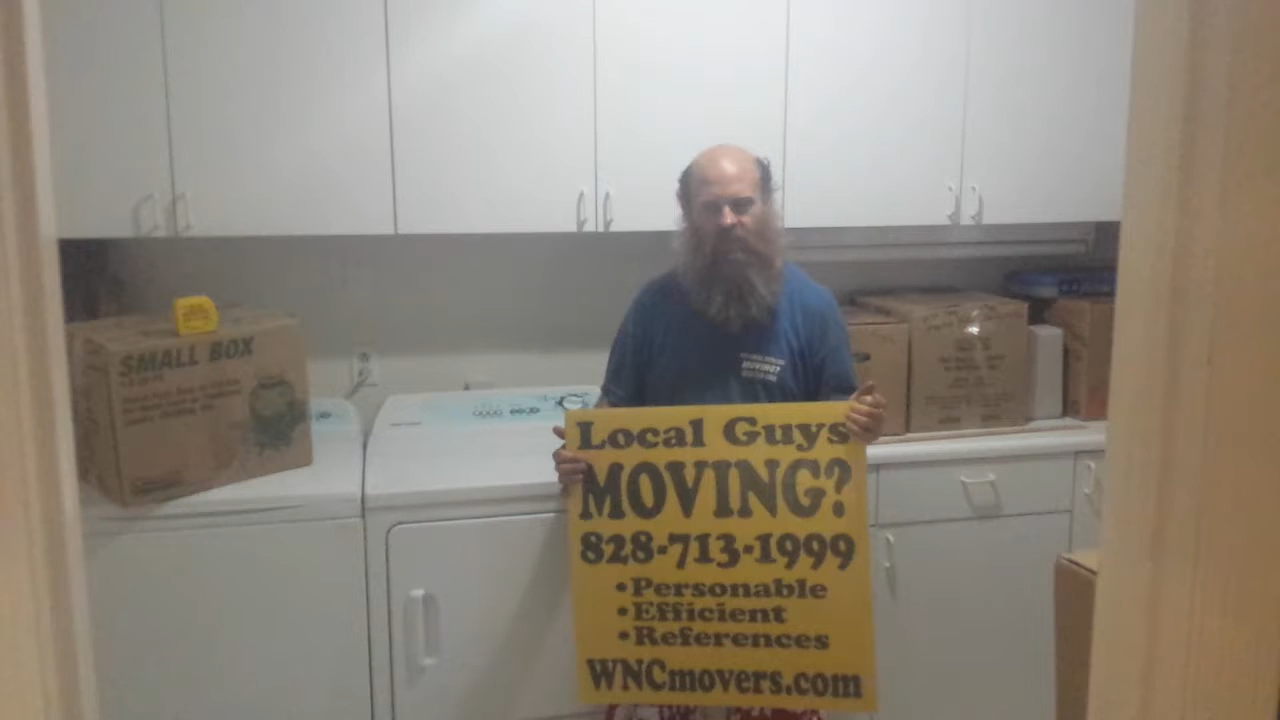 SMALL BOX
MOVING?
Local Guys
MOVING?
828-713-1999
•Personable
•Efficient
•References
WNCmovers.com